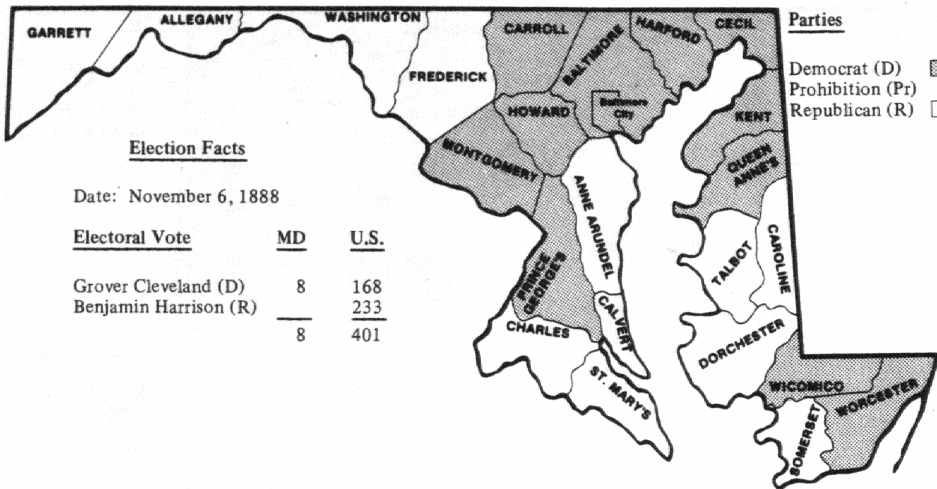 GARRETT
ALLEGANY
WASHINGTON
FREDERICK
CARROLL
BALTIMORE
HARFORD
CECIL
Baltimore
City
HOWARD
MONTGOMERY
KENT
QUEEN
ANNE'S
ANNE ARUNDEL
PRINCE
GEORGE'S
CALVERT
CHARLES
ST. MARY'S
TALBOT
CAROLINE
DORCHESTER
WICOMICO
WORCESTER
SOMERSET
Parties
Democrat (D)
Prohibition (Pr)
Republican (R)
Election Facts
Date: November 6, 1888
Electoral Vote MD U.S.
Grover Cleveland (D) 8 168
Benjamin Harrison (R) 233
8 401